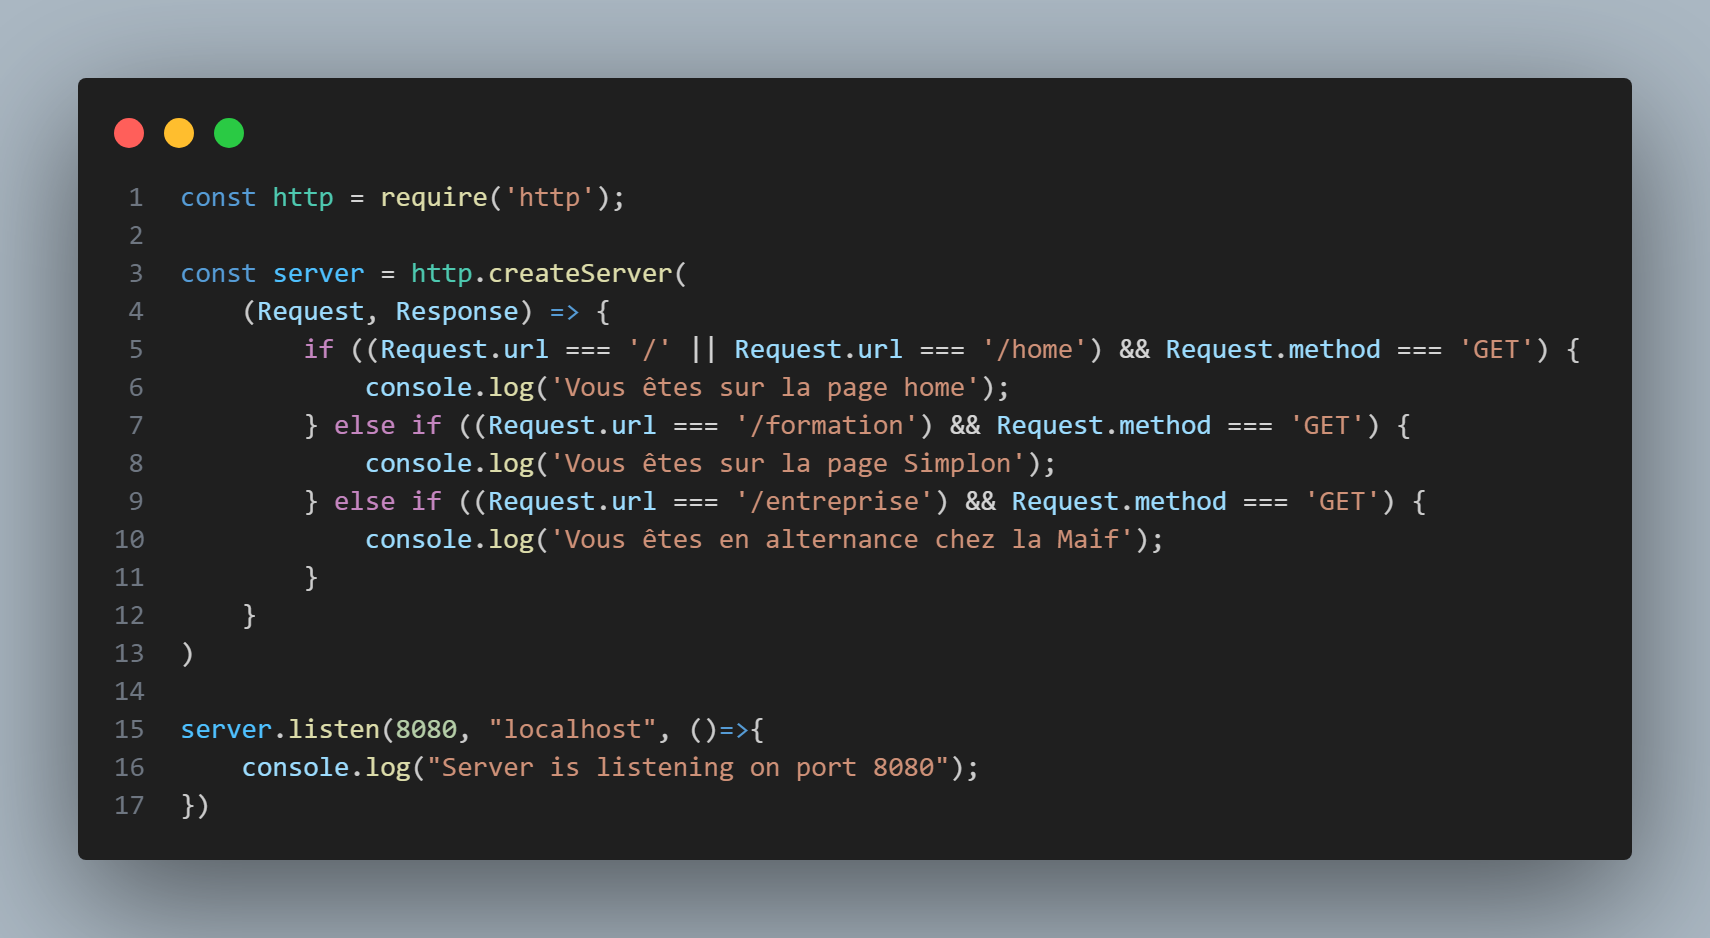 1 const http = require('http');
2
3 const server = http.createServer(
4     (Request, Response) => {
5         if ((Request.url === '/' || Request.url === '/home') && Request.method === 'GET') {
6             console.log('Vous êtes sur la page home');
7         } else if ((Request.url === '/formation') && Request.method === 'GET') {
8             console.log('Vous êtes sur la page Simplon');
9         } else if ((Request.url === '/entreprise') && Request.method === 'GET') {
10             console.log('Vous êtes en alternance chez la Maif');
11         }
12     }
13 )
14
15 server.listen(8080, "localhost", ()=>{
16     console.log("Server is listening on port 8080");
17 })